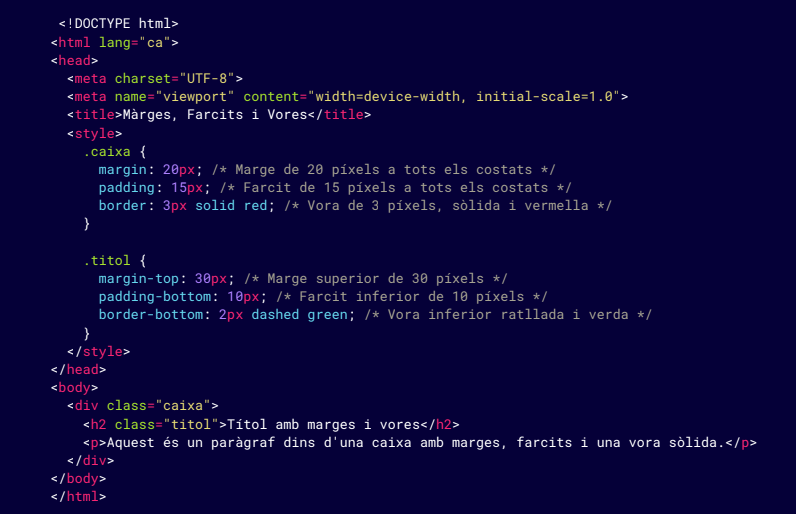 <!DOCTYPE html>
<html lang="ca">
<head>
<meta charset="UTF-8">
<meta name="viewport" content="width=device-width, initial-scale=1.0">
<title>Màrges, Farcits i Vores</title>
<style>
.caixa {
margin: 20px; /* Marge de 20 píxels a tots els costats */
padding: 15px; /* Farcit de 15 píxels a tots els costats */
border: 3px solid red; /* Vora de 3 píxels, sòlida i vermella */
}
.titol {
margin-top: 30px; /* Marge superior de 30 píxels */
padding-bottom: 10px; /* Farcit inferior de 10 píxels */
border-bottom: 2px dashed green; /* Vora inferior ratllada i verda */
}
</style>
</head>
<body>
<div class="caixa">
<h2 class="titol">Títol amb marges i vores</h2>
<p>Aquest és un paràgraf dins d'una caixa amb marges, farcits i una vora sòlida.</p>
</div>
</body>
</html>